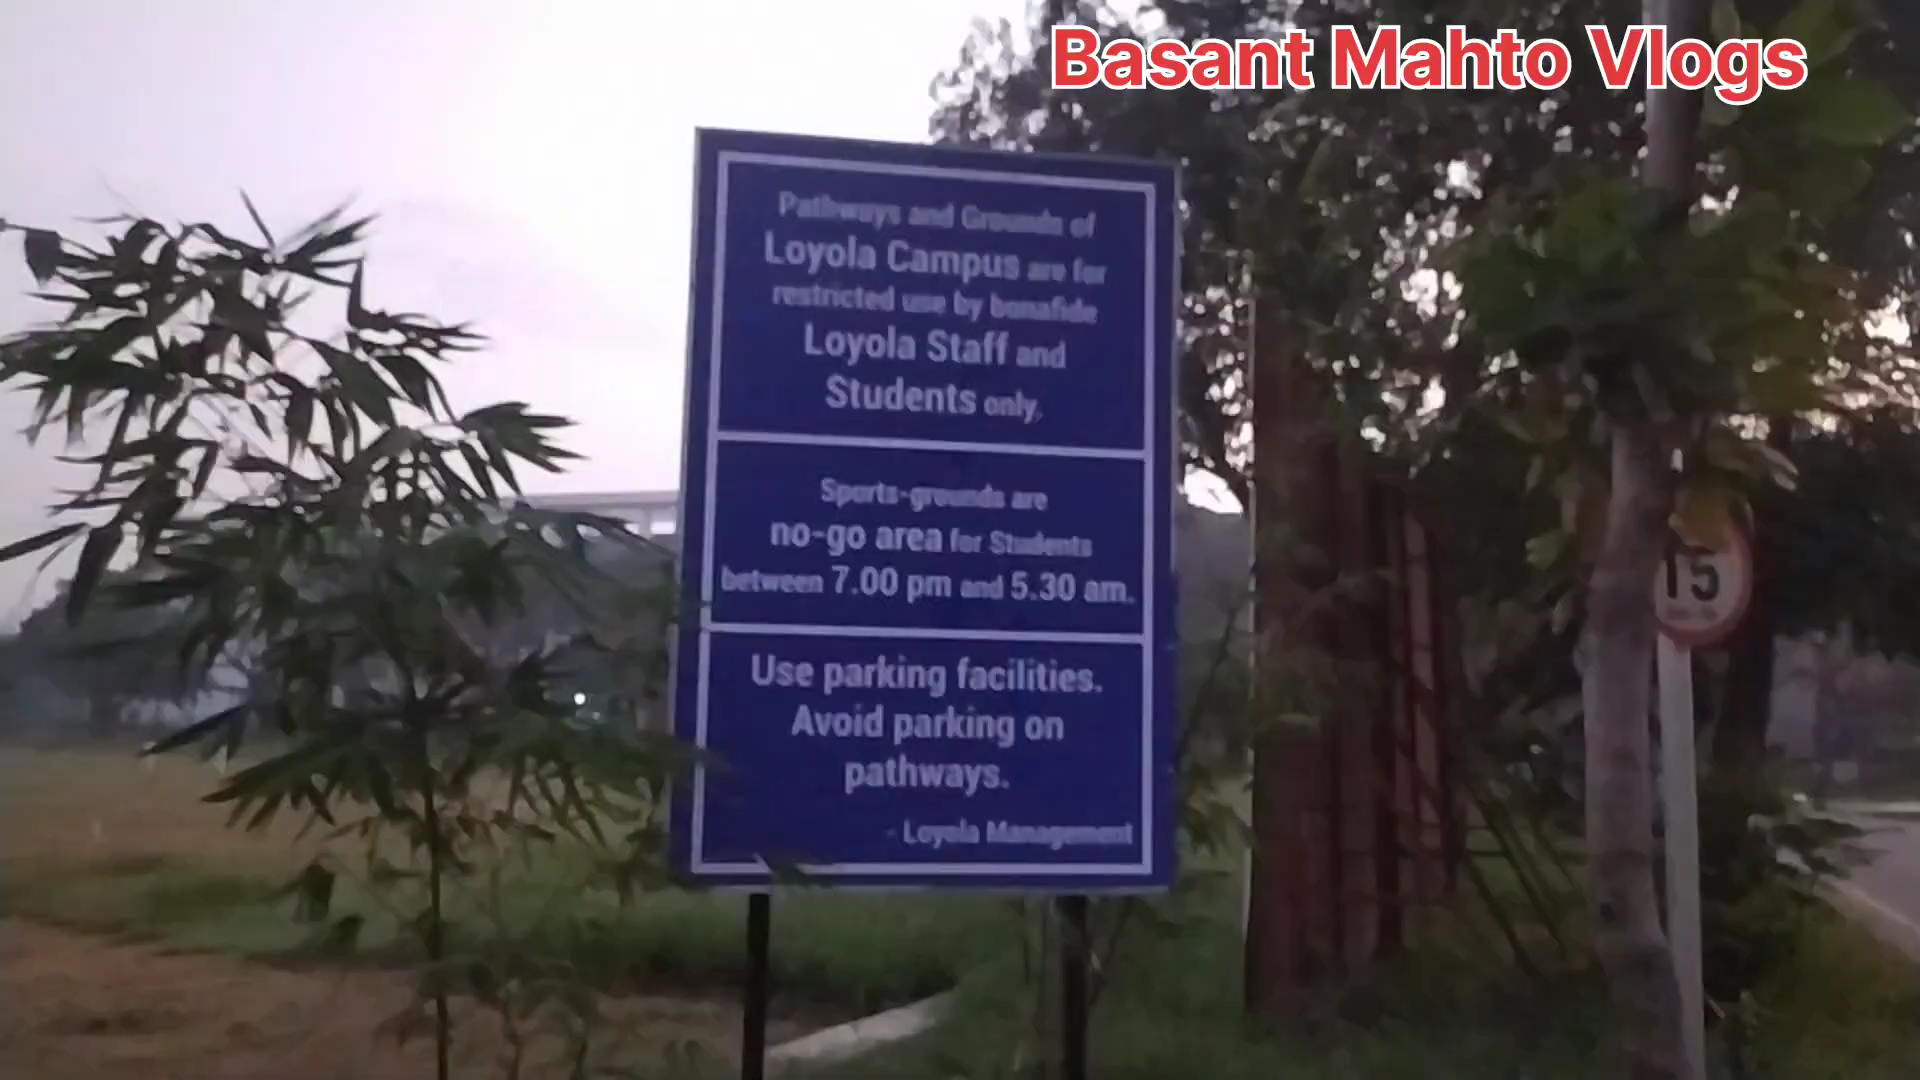 Basant Mahto Vlogs
Pathways and Grounds of
Loyola Campus are for
restricted use by bonafide
Loyola Staff and
Students only,
Sports-grounds are
no-go area for Students
between 7.00 pm and 5.30 am.
Use parking facilities.
Avoid parking on
pathways.
- Loyola Management
15